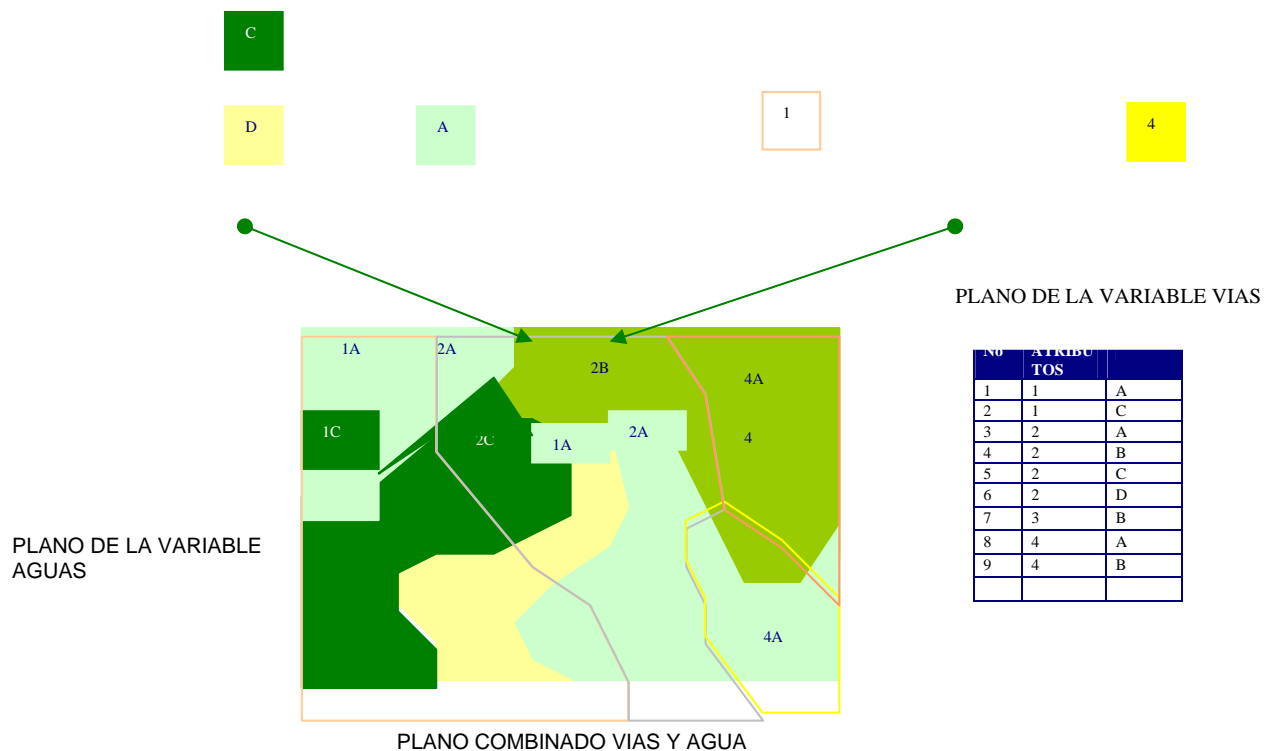 C
D
A
1
4
PLANO DE LA VARIABLE VIAS
1A
2A
2B
4A
1C
2C
1A
2A
4
4A
PLANO DE LA VARIABLE
AGUAS
No ATRIBU
TOS
1 1 A
2 1 C
3 2 A
4 2 B
5 2 C
6 2 D
7 3 B
8 4 A
9 4 B
PLANO COMBINADO VIAS Y AGUA